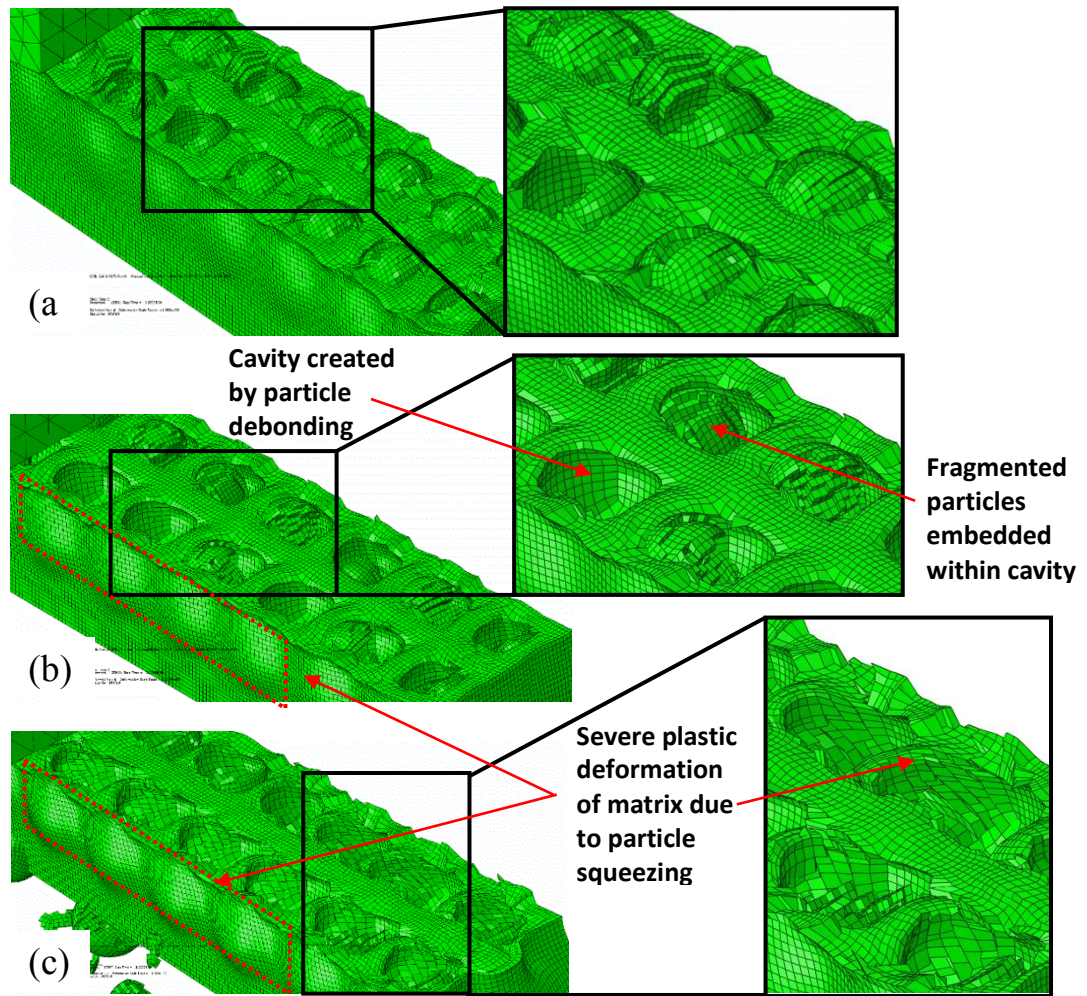 (a
Cavity created
by particle
debonding
Fragmented
particles
embedded
within cavity
(b)
Severe plastic
deformation
of matrix due
to particle
squeezing
(c)